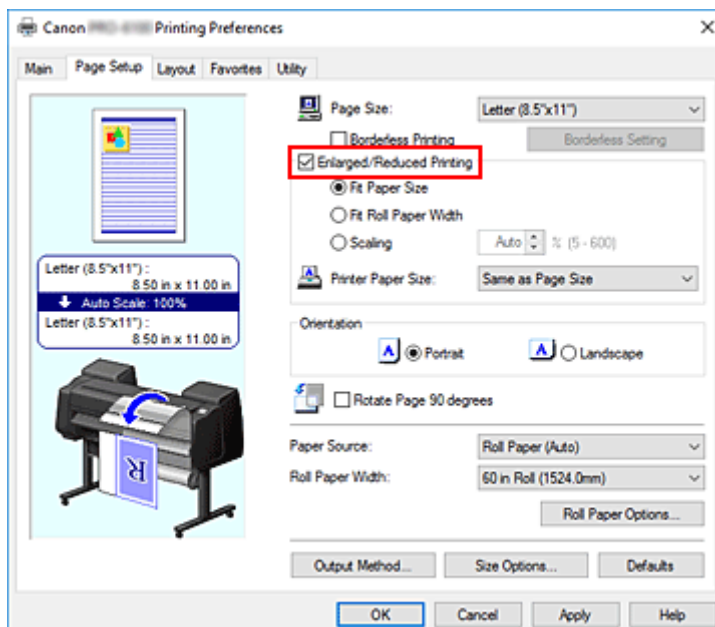 Canon Printing Preferences
Main Page Setup Layout Favorites Utility
Page Size: Letter (8.5"x11")
Borderless Printing Borderless Setting
Enlarged/Reduced Printing
Fit Paper Size
Fit Roll Paper Width
Scaling Auto % (5 - 600)
Printer Paper Size: Same as Page Size
Letter (8.5"x11") :
8.50 in x 11.00 in
Auto Scale: 100%
Letter (8.5"x11") :
8.50 in x 11.00 in
Orientation
A Portrait A Landscape
Rotate Page 90 degrees
Paper Source: Roll Paper (Auto)
Roll Paper Width: 60 in Roll (1524.0mm)
R
Roll Paper Options...
Output Method... Size Options... Defaults
OK Cancel Apply Help